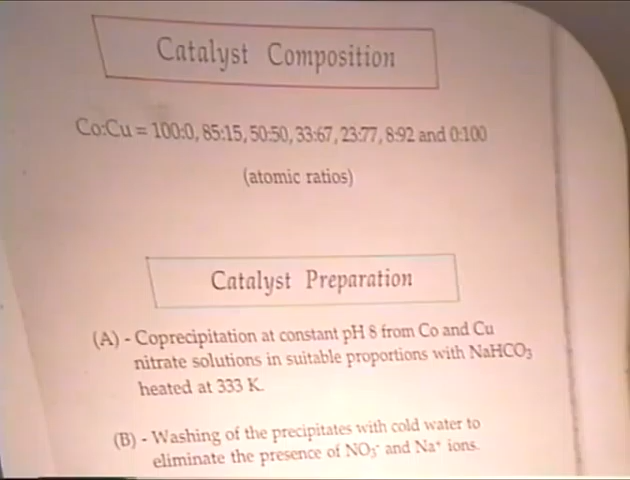 Catalyst Composition
Co:Cu = 100:0, 85:15, 50:50, 33:67, 23:77, 8:92 and 0:100
(atomic ratios)
Catalyst Preparation
(A) - Coprecipitation at constant pH 8 from Co and Cu
nitrate solutions in suitable proportions with NaHCO₃
heated at 333 K.
(B) - Washing of the precipitates with cold water to
eliminate the presence of NO₃⁻ and Na⁺ ions.